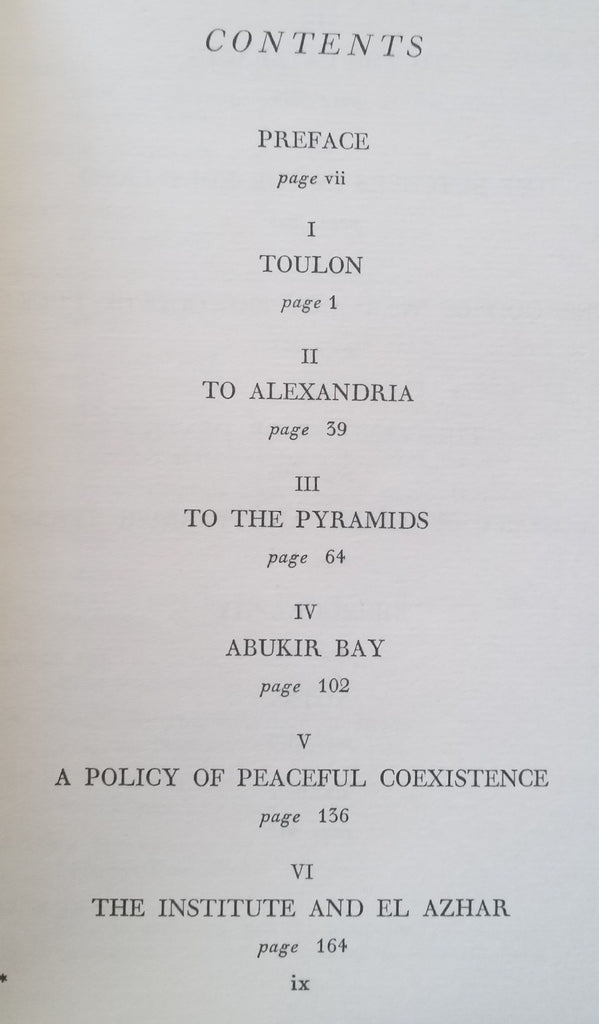 CONTENTS
PREFACE
page vii
I
TOULON
page 1
II
TO ALEXANDRIA
page 39
III
TO THE PYRAMIDS
page 64
IV
ABUKIR BAY
page 102
V
A POLICY OF PEACEFUL COEXISTENCE
page 136
VI
THE INSTITUTE AND EL AZHAR
page 164
*
ix